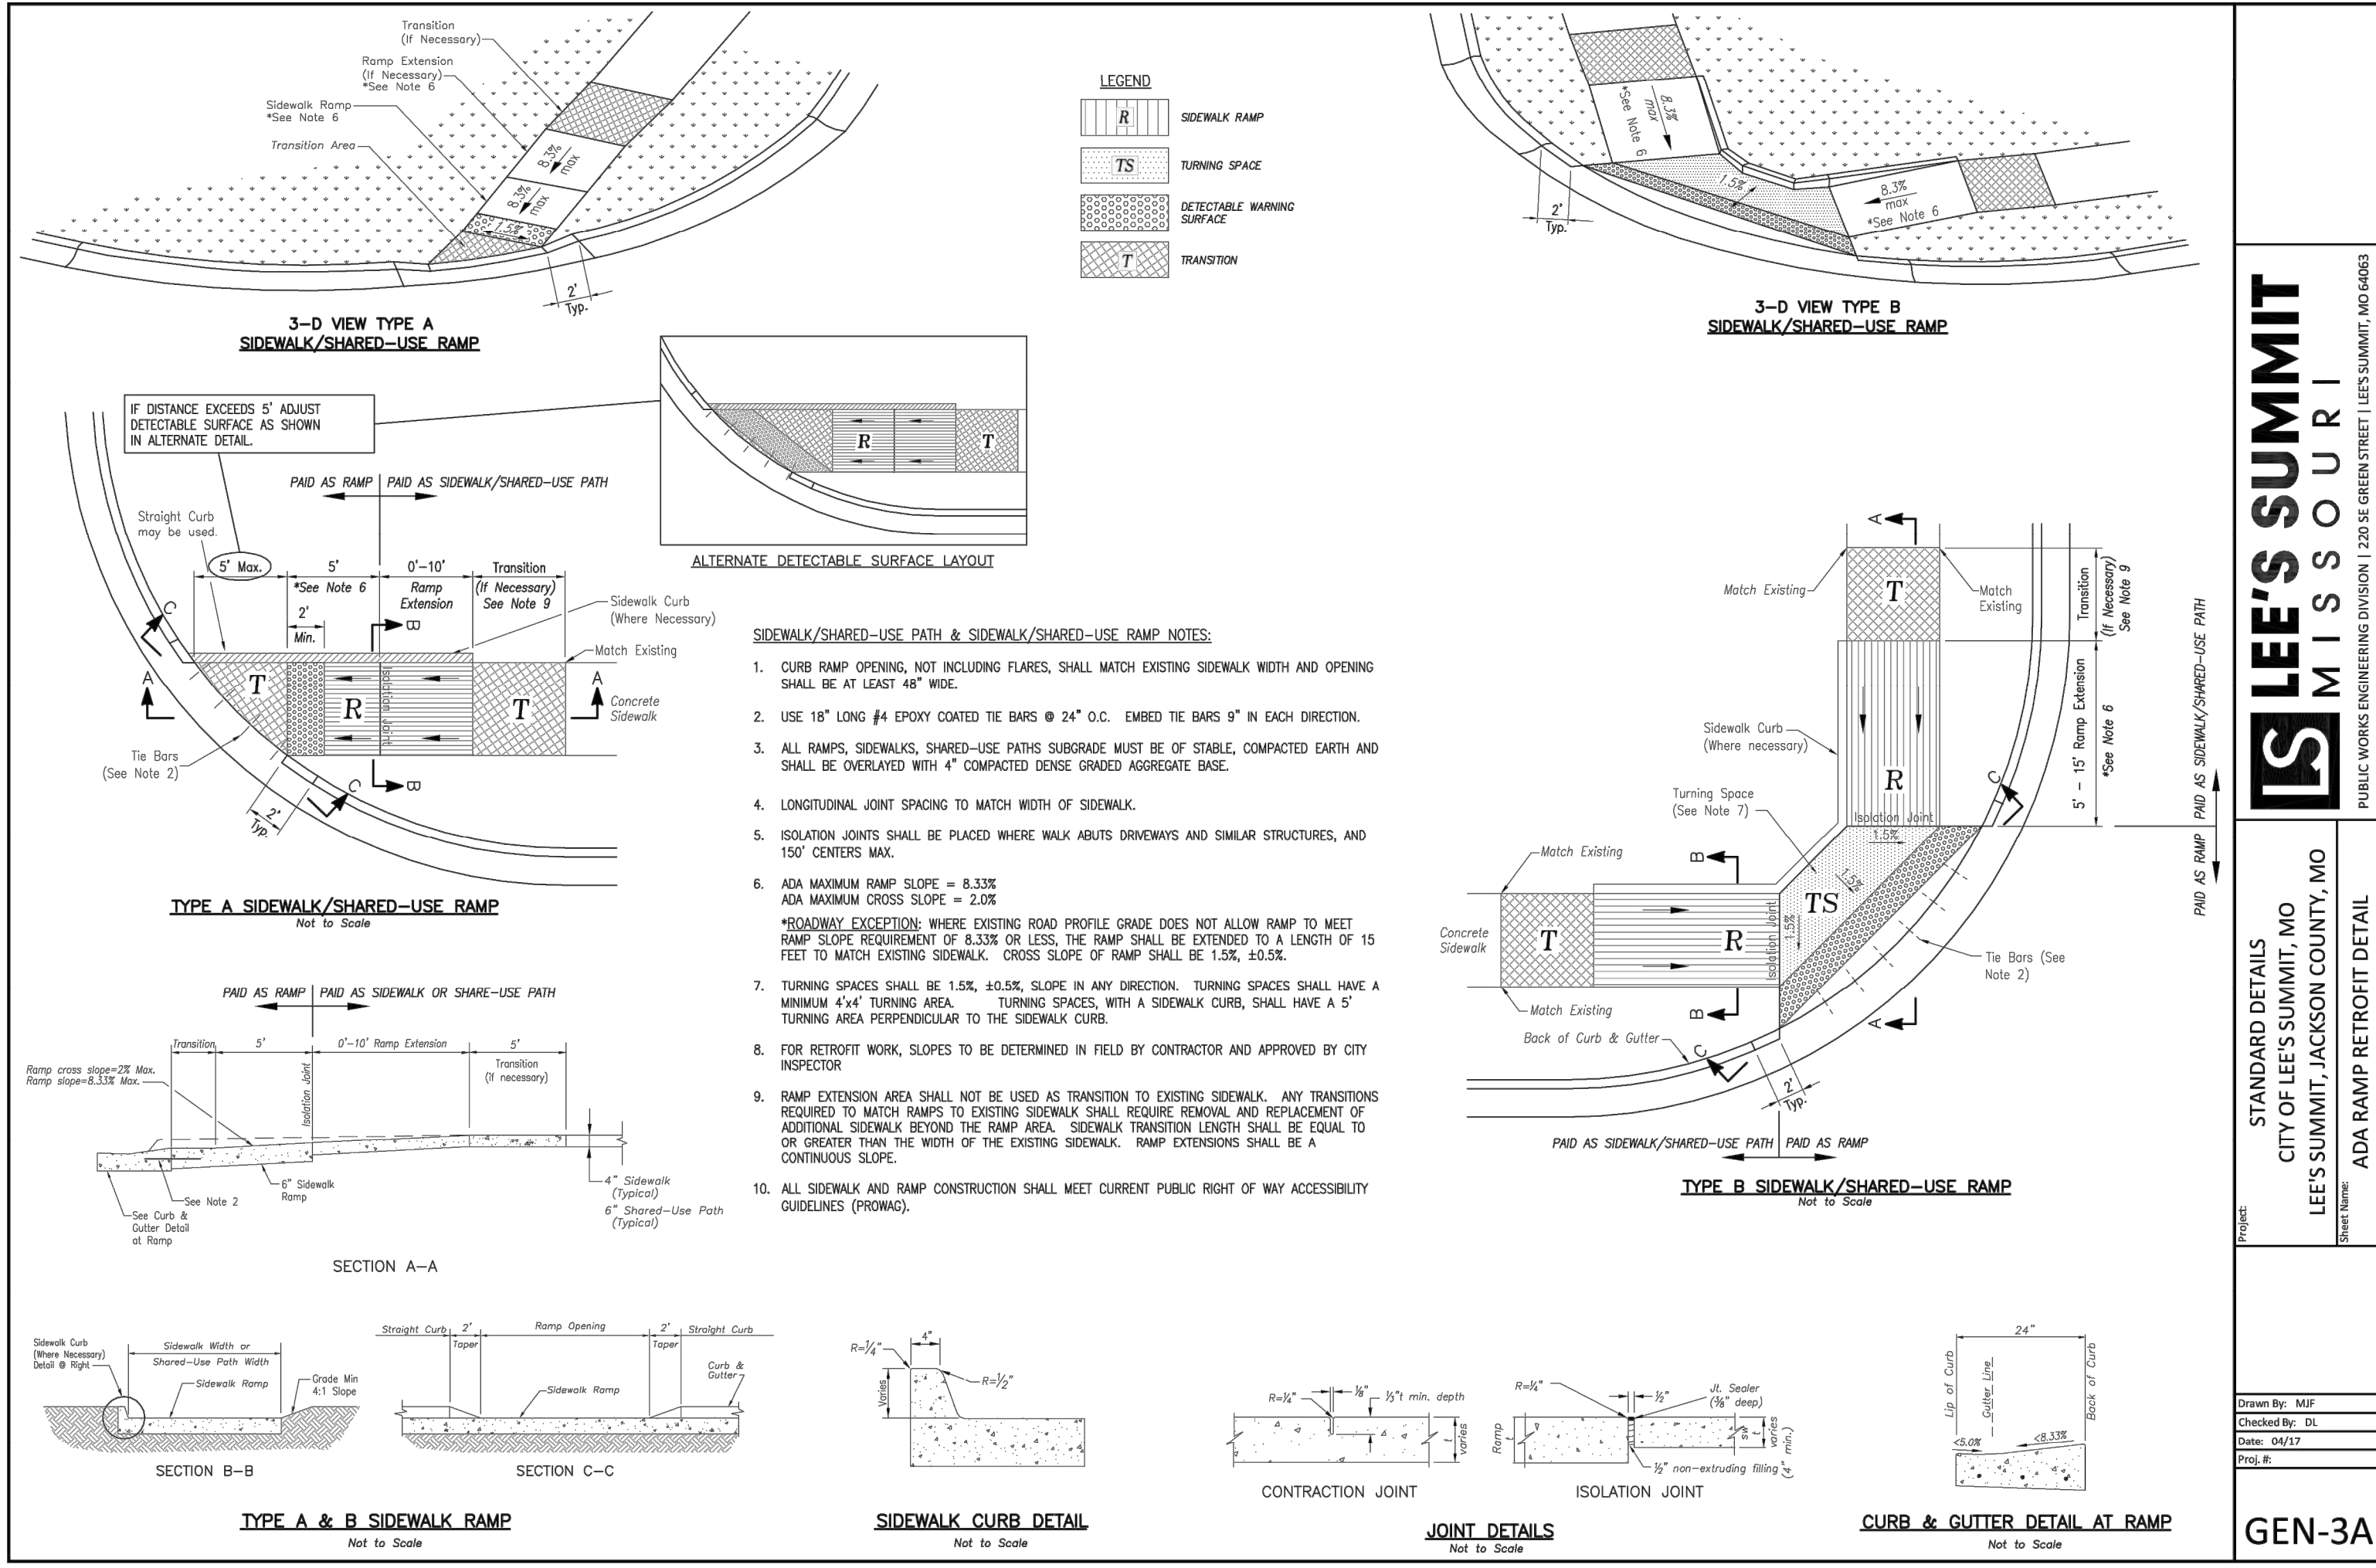 Transition
(If Necessary)
Ramp Extension
(If Necessary)
*See Note 6
Sidewalk Ramp
*See Note 6
Transition Area
8.3%
max
8.3%
max
1.5%
2'
Typ.
3-D VIEW TYPE A
SIDEWALK/SHARED-USE RAMP
LEGEND
R
SIDEWALK RAMP
TS
TURNING SPACE
DETECTABLE WARNING
SURFACE
T
TRANSITION
8.3%
max
*See Note 6
1.5%
8.3%
max
*See Note 6
2'
Typ.
3-D VIEW TYPE B
SIDEWALK/SHARED-USE RAMP
IF DISTANCE EXCEEDS 5' ADJUST
DETECTABLE SURFACE AS SHOWN
IN ALTERNATE DETAIL.
R
T
ALTERNATE DETECTABLE SURFACE LAYOUT
PAID AS RAMP
PAID AS SIDEWALK/SHARED-USE PATH
Straight Curb
may be used.
5' Max.
5'
*See Note 6
2'
Min.
0'-10'
Ramp
Extension
Transition
(If Necessary)
See Note 9
Sidewalk Curb
(Where Necessary)
Match Existing
Concrete
Sidewalk
A
A
B
B
C
C
T
R
T
Isolation Joint
Tie Bars
(See Note 2)
2'
Typ.
TYPE A SIDEWALK/SHARED-USE RAMP
Not to Scale
PAID AS RAMP
PAID AS SIDEWALK OR SHARE-USE PATH
Transition
5'
0'-10' Ramp Extension
5'
Transition
(if necessary)
Ramp cross slope=2% Max.
Ramp slope=8.33% Max.
Isolation Joint
See Note 2
6" Sidewalk
Ramp
See Curb &
Gutter Detail
at Ramp
4" Sidewalk
(Typical)
6" Shared-Use Path
(Typical)
SECTION A-A
SIDEWALK/SHARED-USE PATH & SIDEWALK/SHARED-USE RAMP NOTES:
1. CURB RAMP OPENING, NOT INCLUDING FLARES, SHALL MATCH EXISTING SIDEWALK WIDTH AND OPENING
SHALL BE AT LEAST 48" WIDE.
2. USE 18" LONG #4 EPOXY COATED TIE BARS @ 24" O.C. EMBED TIE BARS 9" IN EACH DIRECTION.
3. ALL RAMPS, SIDEWALKS, SHARED-USE PATHS SUBGRADE MUST BE OF STABLE, COMPACTED EARTH AND
SHALL BE OVERLAYED WITH 4" COMPACTED DENSE GRADED AGGREGATE BASE.
4. LONGITUDINAL JOINT SPACING TO MATCH WIDTH OF SIDEWALK.
5. ISOLATION JOINTS SHALL BE PLACED WHERE WALK ABUTS DRIVEWAYS AND SIMILAR STRUCTURES, AND
150' CENTERS MAX.
6. ADA MAXIMUM RAMP SLOPE = 8.33%
ADA MAXIMUM CROSS SLOPE = 2.0%
*ROADWAY EXCEPTION: WHERE EXISTING ROAD PROFILE GRADE DOES NOT ALLOW RAMP TO MEET
RAMP SLOPE REQUIREMENT OF 8.33% OR LESS, THE RAMP SHALL BE EXTENDED TO A LENGTH OF 15
FEET TO MATCH EXISTING SIDEWALK. CROSS SLOPE OF RAMP SHALL BE 1.5%, ±0.5%.
7. TURNING SPACES SHALL BE 1.5%, ±0.5%, SLOPE IN ANY DIRECTION. TURNING SPACES SHALL HAVE A
MINIMUM 4'x4' TURNING AREA. TURNING SPACES, WITH A SIDEWALK CURB, SHALL HAVE A 5'
TURNING AREA PERPENDICULAR TO THE SIDEWALK CURB.
8. FOR RETROFIT WORK, SLOPES TO BE DETERMINED IN FIELD BY CONTRACTOR AND APPROVED BY CITY
INSPECTOR
9. RAMP EXTENSION AREA SHALL NOT BE USED AS TRANSITION TO EXISTING SIDEWALK. ANY TRANSITIONS
REQUIRED TO MATCH RAMPS TO EXISTING SIDEWALK SHALL REQUIRE REMOVAL AND REPLACEMENT OF
ADDITIONAL SIDEWALK BEYOND THE RAMP AREA. SIDEWALK TRANSITION LENGTH SHALL BE EQUAL TO
OR GREATER THAN THE WIDTH OF THE EXISTING SIDEWALK. RAMP EXTENSIONS SHALL BE A
CONTINUOUS SLOPE.
10. ALL SIDEWALK AND RAMP CONSTRUCTION SHALL MEET CURRENT PUBLIC RIGHT OF WAY ACCESSIBILITY
GUIDELINES (PROWAG).
A
Match Existing
T
Match
Existing
Transition
(If Necessary)
See Note 9
Sidewalk Curb
(Where necessary)
R
5' - 15' Ramp Extension
*See Note 6
PAID AS RAMP
PAID AS SIDEWALK/SHARED-USE PATH
C
Turning Space
(See Note 7)
Isolation Joint
1.5%
Match Existing
B
1.5%
TS
Concrete
Sidewalk
T
R
Isolation Joint
1.5%
Tie Bars (See
Note 2)
Match Existing
B
A
Back of Curb & Gutter
C
2'
Typ.
PAID AS SIDEWALK/SHARED-USE PATH
PAID AS RAMP
TYPE B SIDEWALK/SHARED-USE RAMP
Not to Scale
Sidewalk Curb
(Where Necessary)
Detail @ Right
Sidewalk Width or
Shared-Use Path Width
Sidewalk Ramp
Grade Min
4:1 Slope
SECTION B-B
Straight Curb
2'
Taper
Ramp Opening
2'
Taper
Straight Curb
Curb &
Gutter
Sidewalk Ramp
SECTION C-C
TYPE A & B SIDEWALK RAMP
Not to Scale
4"
R=¼"
R=½"
Varies
SIDEWALK CURB DETAIL
Not to Scale
R=¼"
⅛"
⅓"t min. depth
t
varies
CONTRACTION JOINT
R=¼"
½"
Jt. Sealer
(⅜" deep)
Ramp
t
sw
t
varies
(4" min.)
½" non-extruding filling
ISOLATION JOINT
JOINT DETAILS
Not to Scale
24"
Lip of Curb
Gutter Line
Back of Curb
<5.0%
<8.33%
CURB & GUTTER DETAIL AT RAMP
Not to Scale
LS
LEE'S SUMMIT
MISSOURI
PUBLIC WORKS ENGINEERING DIVISION | 220 SE GREEN STREET | LEE'S SUMMIT, MO 64063
Project:
STANDARD DETAILS
CITY OF LEE'S SUMMIT, MO
LEE'S SUMMIT, JACKSON COUNTY, MO
Sheet Name:
ADA RAMP RETROFIT DETAIL
Drawn By: MJF
Checked By: DL
Date: 04/17
Proj. #:
GEN-3A